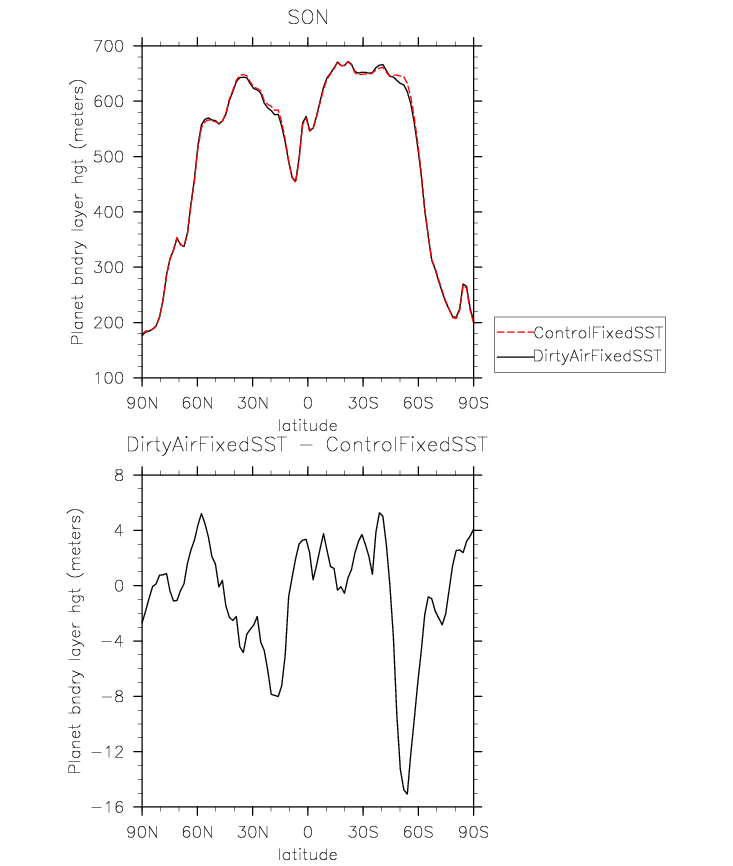 SON
Planet bndry layer hgt (meters)
700
600
500
400
300
200
100
90N 60N 30N 0 30S 60S 90S
latitude
ControlFixedSST
DirtyAirFixedSST
DirtyAirFixedSST − ControlFixedSST
Planet bndry layer hgt (meters)
8
4
0
−4
−8
−12
−16
90N 60N 30N 0 30S 60S 90S
latitude